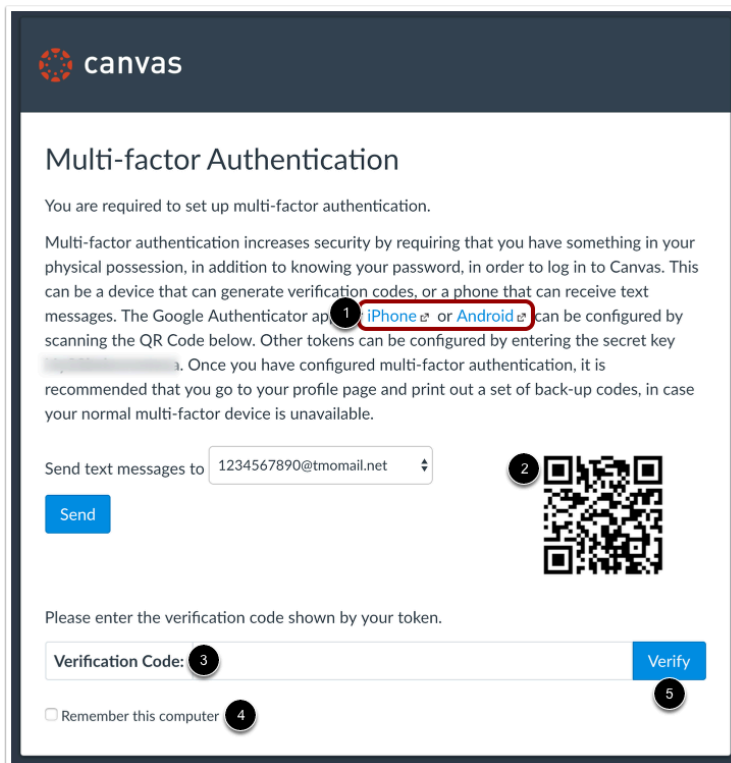 canvas
Multi-factor Authentication
You are required to set up multi-factor authentication.
Multi-factor authentication increases security by requiring that you have something in your
physical possession, in addition to knowing your password, in order to log in to Canvas. This
can be a device that can generate verification codes, or a phone that can receive text
messages. The Google Authenticator ap 1 iPhone or Android can be configured by
scanning the QR Code below. Other tokens can be configured by entering the secret key
. Once you have configured multi-factor authentication, it is
recommended that you go to your profile page and print out a set of back-up codes, in case
your normal multi-factor device is unavailable.
Send text messages to 1234567890@tmomail.net
2
Send
Please enter the verification code shown by your token.
Verification Code: 3 Verify
5
Remember this computer 4